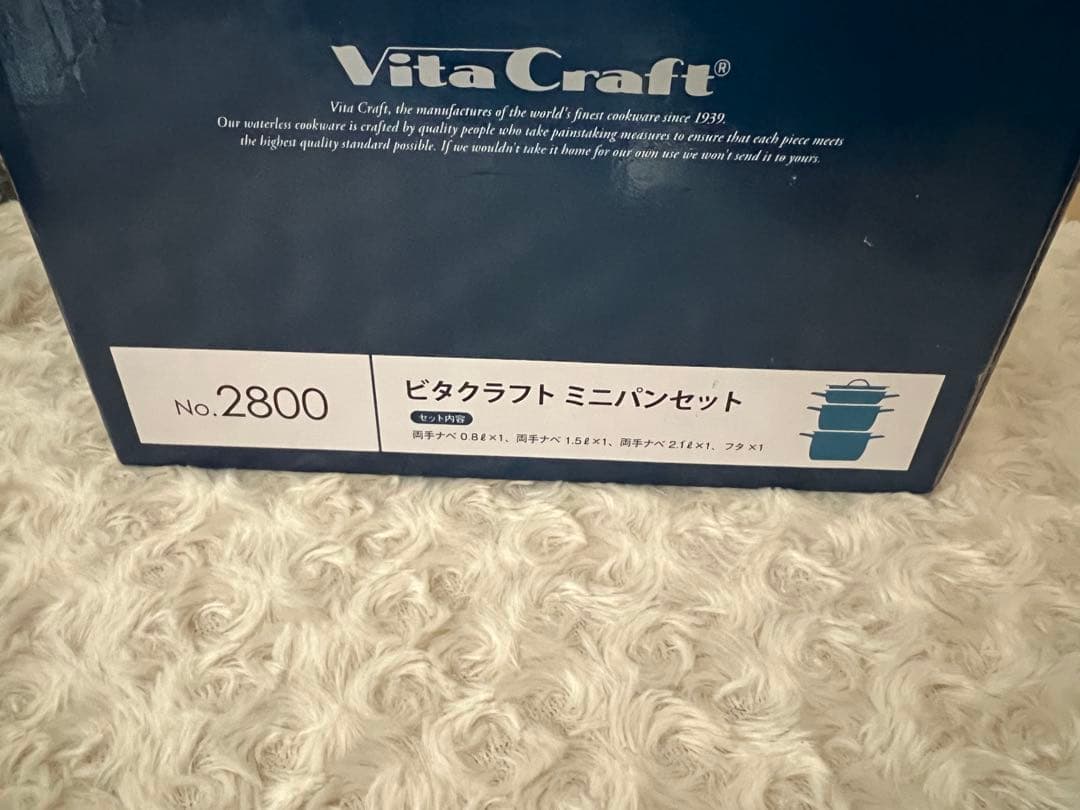 Vita Craft®
Vita Craft, the manufactures of the world's finest cookware since 1939.
Our waterless cookware is crafted by quality people who take painstaking measures to ensure that each piece meets
the highest quality standard possible. If we wouldn't take it home for our own use we won't send it to yours.
No.2800
ビタクラフト ミニパンセット
セット内容
両手ナベ 0.8ℓ×1、両手ナベ 1.5ℓ×1、両手ナベ 2.1ℓ×1、フタ×1